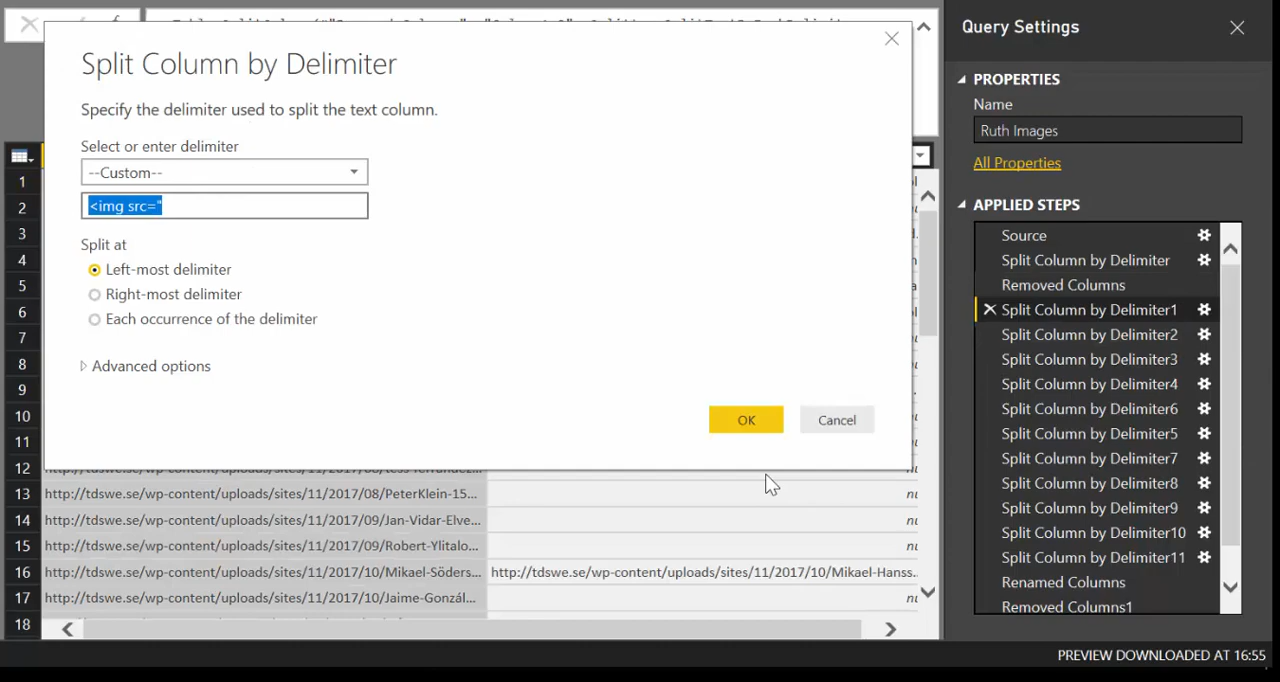 Split Column by Delimiter
Specify the delimiter used to split the text column.
Select or enter delimiter
--Custom--
<img src="
Split at
Left-most delimiter
Right-most delimiter
Each occurrence of the delimiter
Advanced options
OK
Cancel
1
2
3
4
5
6
7
8
9
10
11
12
13 http://tdswe.se/wp-content/uploads/sites/11/2017/08/PeterKlein-15...
14 http://tdswe.se/wp-content/uploads/sites/11/2017/09/Jan-Vidar-Elve...
15 http://tdswe.se/wp-content/uploads/sites/11/2017/09/Robert-Ylitalo...
16 http://tdswe.se/wp-content/uploads/sites/11/2017/10/Mikael-Söders... http://tdswe.se/wp-content/uploads/sites/11/2017/10/Mikael-Hanss...
17 http://tdswe.se/wp-content/uploads/sites/11/2017/10/Jaime-Gonzál...
18
Query Settings
PROPERTIES
Name
Ruth Images
All Properties
APPLIED STEPS
Source
Split Column by Delimiter
Removed Columns
Split Column by Delimiter1
Split Column by Delimiter2
Split Column by Delimiter3
Split Column by Delimiter4
Split Column by Delimiter6
Split Column by Delimiter5
Split Column by Delimiter7
Split Column by Delimiter8
Split Column by Delimiter9
Split Column by Delimiter10
Split Column by Delimiter11
Renamed Columns
Removed Columns1
PREVIEW DOWNLOADED AT 16:55